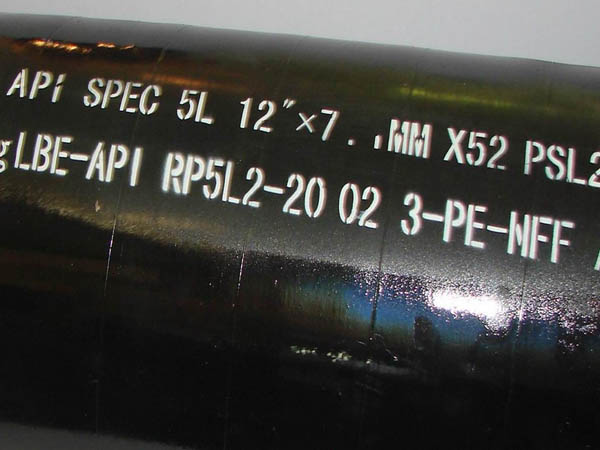 API SPEC 5L 12"×7..MM X52 PSL2
g LBE-API RP5L2-20 02 3-PE-NFF